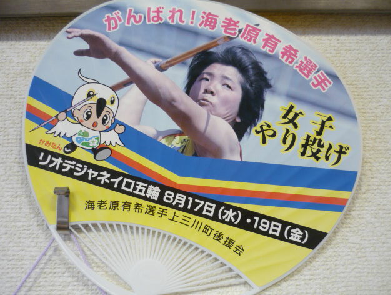 がんばれ!海老原有希選手
女子
やり投げ
リオデジャネイロ五輪 8月17日(水)・19日(金)
海老原有希選手上三川町後援会